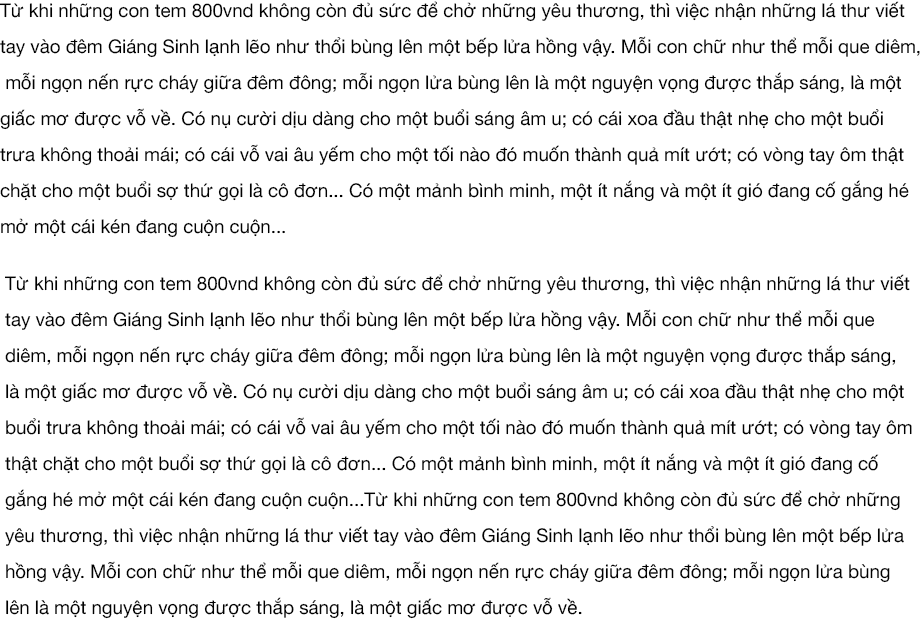 Từ khi những con tem 800vnd không còn đủ sức để chở những yêu thương, thì việc nhận những lá thư viết
tay vào đêm Giáng Sinh lạnh lẽo như thổi bùng lên một bếp lửa hồng vậy. Mỗi con chữ như thể mỗi que diêm,
mỗi ngọn nến rực cháy giữa đêm đông; mỗi ngọn lửa bùng lên là một nguyện vọng được thắp sáng, là một
giấc mơ được vỗ về. Có nụ cười dịu dàng cho một buổi sáng âm u; có cái xoa đầu thật nhẹ cho một buổi
trưa không thoải mái; có cái vỗ vai âu yếm cho một tối nào đó muốn thành quả mít ướt; có vòng tay ôm thật
chặt cho một buổi sợ thứ gọi là cô đơn... Có một mảnh bình minh, một ít nắng và một ít gió đang cố gắng hé
mở một cái kén đang cuộn cuộn...
Từ khi những con tem 800vnd không còn đủ sức để chở những yêu thương, thì việc nhận những lá thư viết
tay vào đêm Giáng Sinh lạnh lẽo như thổi bùng lên một bếp lửa hồng vậy. Mỗi con chữ như thể mỗi que
diêm, mỗi ngọn nến rực cháy giữa đêm đông; mỗi ngọn lửa bùng lên là một nguyện vọng được thắp sáng,
là một giấc mơ được vỗ về. Có nụ cười dịu dàng cho một buổi sáng âm u; có cái xoa đầu thật nhẹ cho một
buổi trưa không thoải mái; có cái vỗ vai âu yếm cho một tối nào đó muốn thành quả mít ướt; có vòng tay ôm
thật chặt cho một buổi sợ thứ gọi là cô đơn... Có một mảnh bình minh, một ít nắng và một ít gió đang cố
gắng hé mở một cái kén đang cuộn cuộn...Từ khi những con tem 800vnd không còn đủ sức để chở những
yêu thương, thì việc nhận những lá thư viết tay vào đêm Giáng Sinh lạnh lẽo như thổi bùng lên một bếp lửa
hồng vậy. Mỗi con chữ như thể mỗi que diêm, mỗi ngọn nến rực cháy giữa đêm đông; mỗi ngọn lửa bùng
lên là một nguyện vọng được thắp sáng, là một giấc mơ được vỗ về.